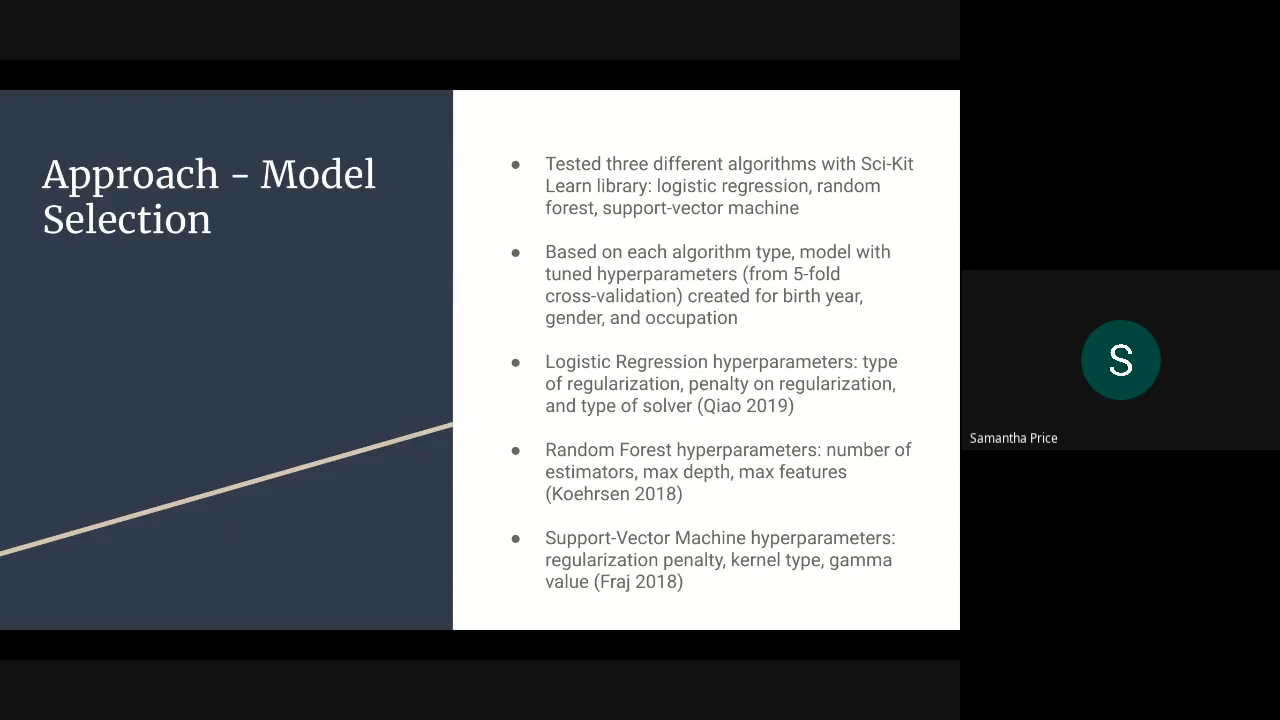 Approach - Model
Selection
● Tested three different algorithms with Sci-Kit
Learn library: logistic regression, random
forest, support-vector machine
● Based on each algorithm type, model with
tuned hyperparameters (from 5-fold
cross-validation) created for birth year,
gender, and occupation
● Logistic Regression hyperparameters: type
of regularization, penalty on regularization,
and type of solver (Qiao 2019)
● Random Forest hyperparameters: number of
estimators, max depth, max features
(Koehrsen 2018)
● Support-Vector Machine hyperparameters:
regularization penalty, kernel type, gamma
value (Fraj 2018)
S
Samantha Price